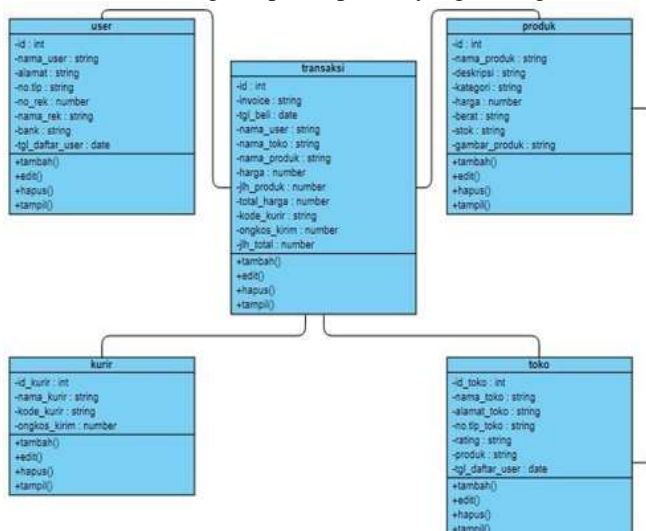 user
-id : int
-nama_user : string
-alamat : string
-no.tlp : string
-no_rek : number
-nama_rek : string
-bank : string
-tgl_daftar_user : date
+tambah()
+edit()
+hapus()
+tampil()
transaksi
-id : int
-invoice : string
-tgl_beli : date
-nama_user : string
-nama_toko : string
-nama_produk : string
-harga : number
-jlh_produk : number
-total_harga : number
-kode_kurir : string
-ongkos_kirim : number
-jlh_total : number
+tambah()
+edit()
+hapus()
+tampil()
produk
-id : int
-nama_produk : string
-deskripsi : string
-kategori : string
-harga : number
-berat : string
-stok : string
-gambar_produk : string
+tambah()
+edit()
+hapus()
+tampil()
kurir
-id_kurir : int
-nama_kurir : string
-kode_kurir : string
-ongkos_kirim : number
+tambah()
+edit()
+hapus()
+tampil()
toko
-id_toko : int
-nama_toko : string
-alamat_toko : string
-no.tlp_toko : string
-rating : string
-produk : string
-tgl_daftar_user : date
+tambah()
+edit()
+hapus()
+tampil()